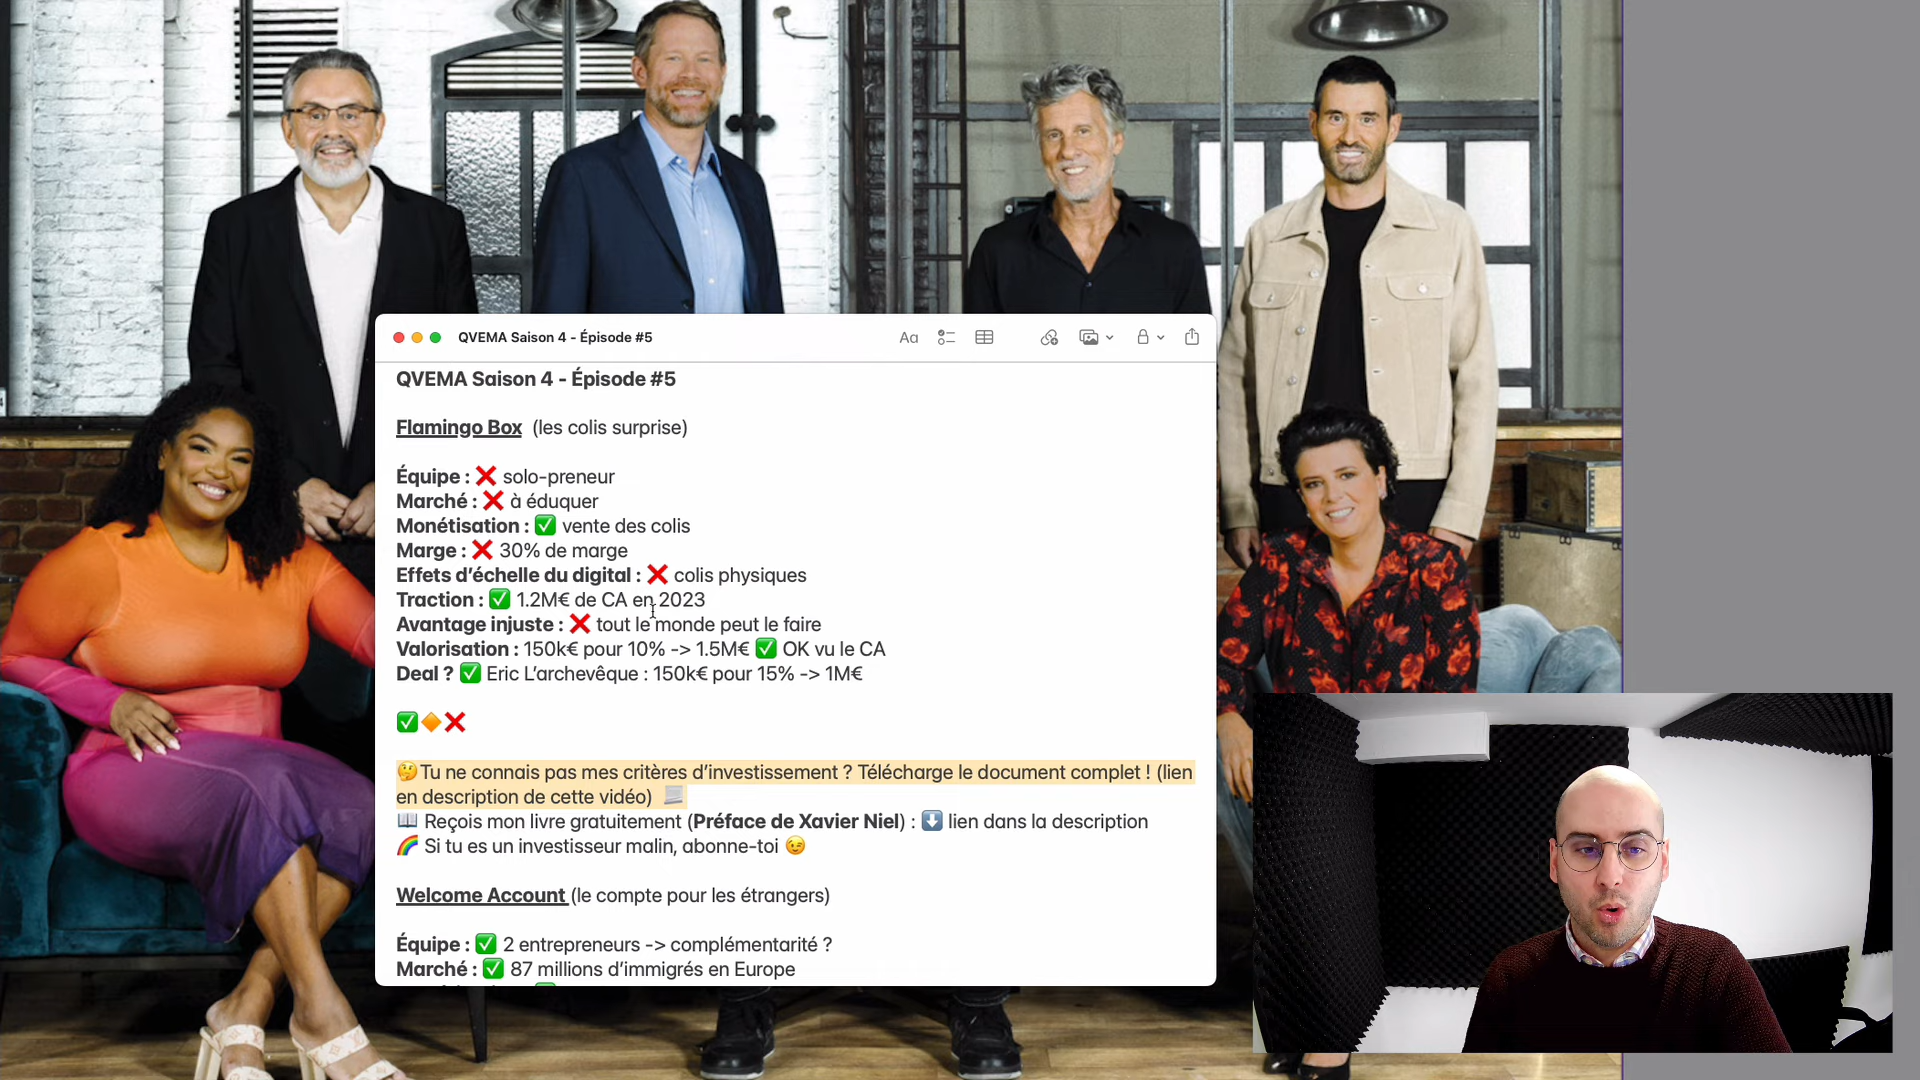 QVEMA Saison 4 - Épisode #5
Aa
QVEMA Saison 4 - Épisode #5
Flamingo Box (les colis surprise)
Équipe : ❌ solo-preneur
Marché : ❌ à éduquer
Monétisation : ✅ vente des colis
Marge : ❌ 30% de marge
Effets d’échelle du digital : ❌ colis physiques
Traction : ✅ 1.2M€ de CA en 2023
Avantage injuste : ❌ tout le monde peut le faire
Valorisation : 150k€ pour 10% -> 1.5M€ ✅ OK vu le CA
Deal ? ✅ Eric L’archevêque : 150k€ pour 15% -> 1M€
✅🔸❌
🤔Tu ne connais pas mes critères d’investissement ? Télécharge le document complet ! (lien
en description de cette vidéo) 📃
📖 Reçois mon livre gratuitement (Préface de Xavier Niel) : ⬇️ lien dans la description
🌈 Si tu es un investisseur malin, abonne-toi 😉
Welcome Account (le compte pour les étrangers)
Équipe : ✅ 2 entrepreneurs -> complémentarité ?
Marché : ✅ 87 millions d’immigrés en Europe